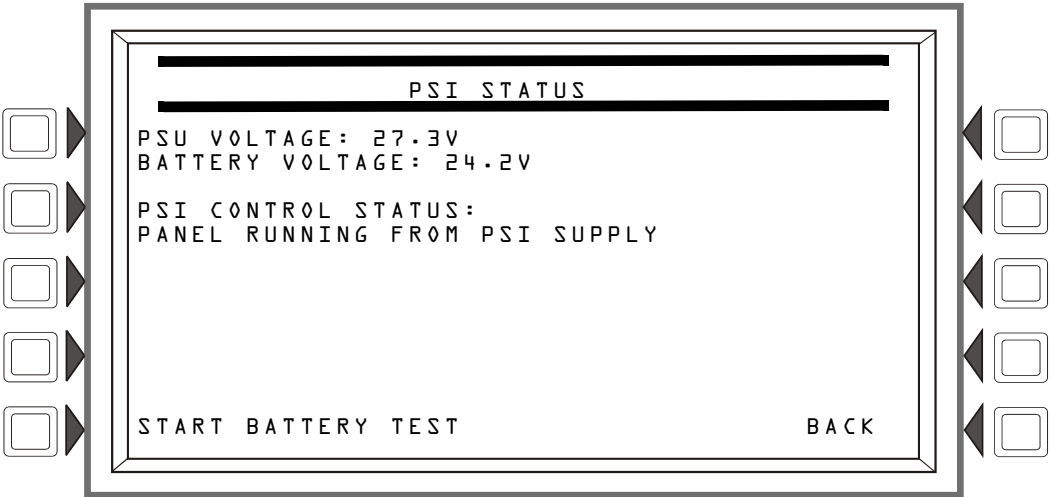 PSI STATUS
PSU VOLTAGE: 27.3V
BATTERY VOLTAGE: 24.2V
PSI CONTROL STATUS:
PANEL RUNNING FROM PSI SUPPLY
START BATTERY TEST BACK